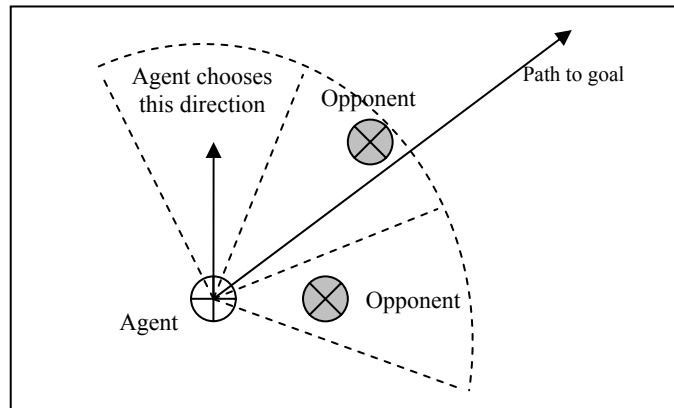 Agent chooses
this direction
Path to goal
Opponent
Opponent
Agent